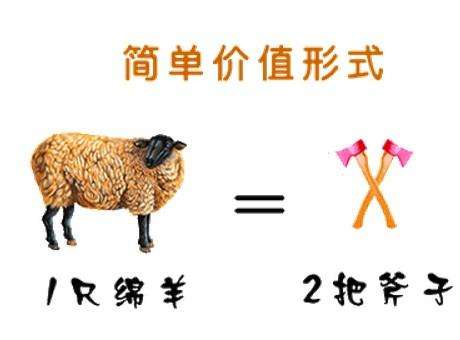 简单价值形式
=
1只绵羊 2把斧子